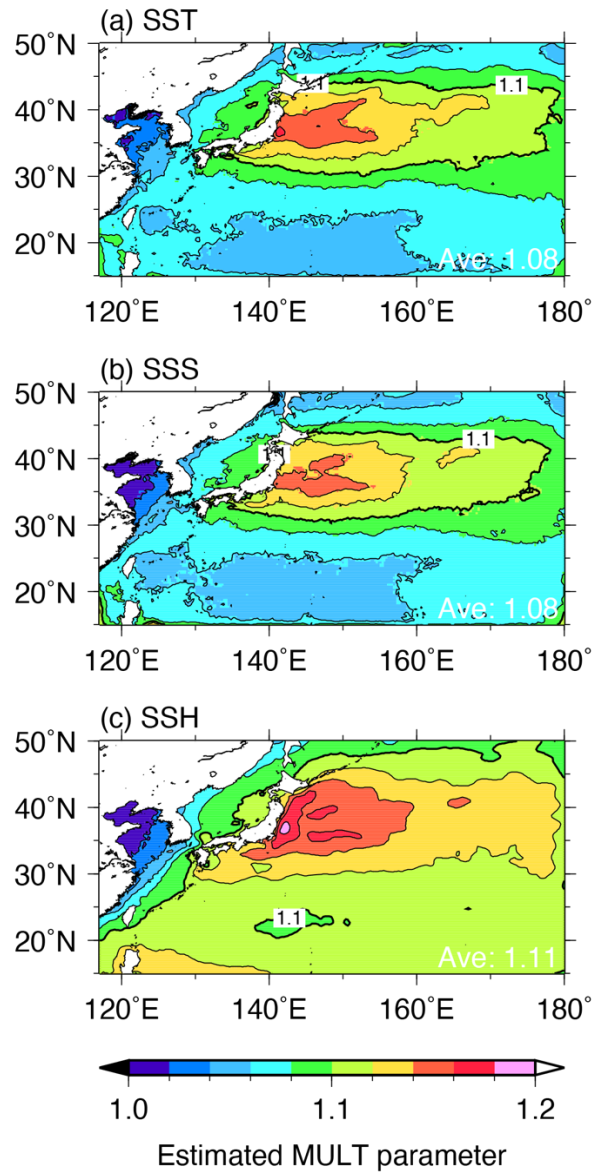 (a) SST
50°N
40°N
30°N
20°N
1.1
1.1
Ave: 1.08
120°E 140°E 160°E 180°
(b) SSS
50°N
40°N
30°N
20°N
1.1
1.1
Ave: 1.08
120°E 140°E 160°E 180°
(c) SSH
50°N
40°N
30°N
20°N
1.1
Ave: 1.11
120°E 140°E 160°E 180°
1.0 1.1 1.2
Estimated MULT parameter